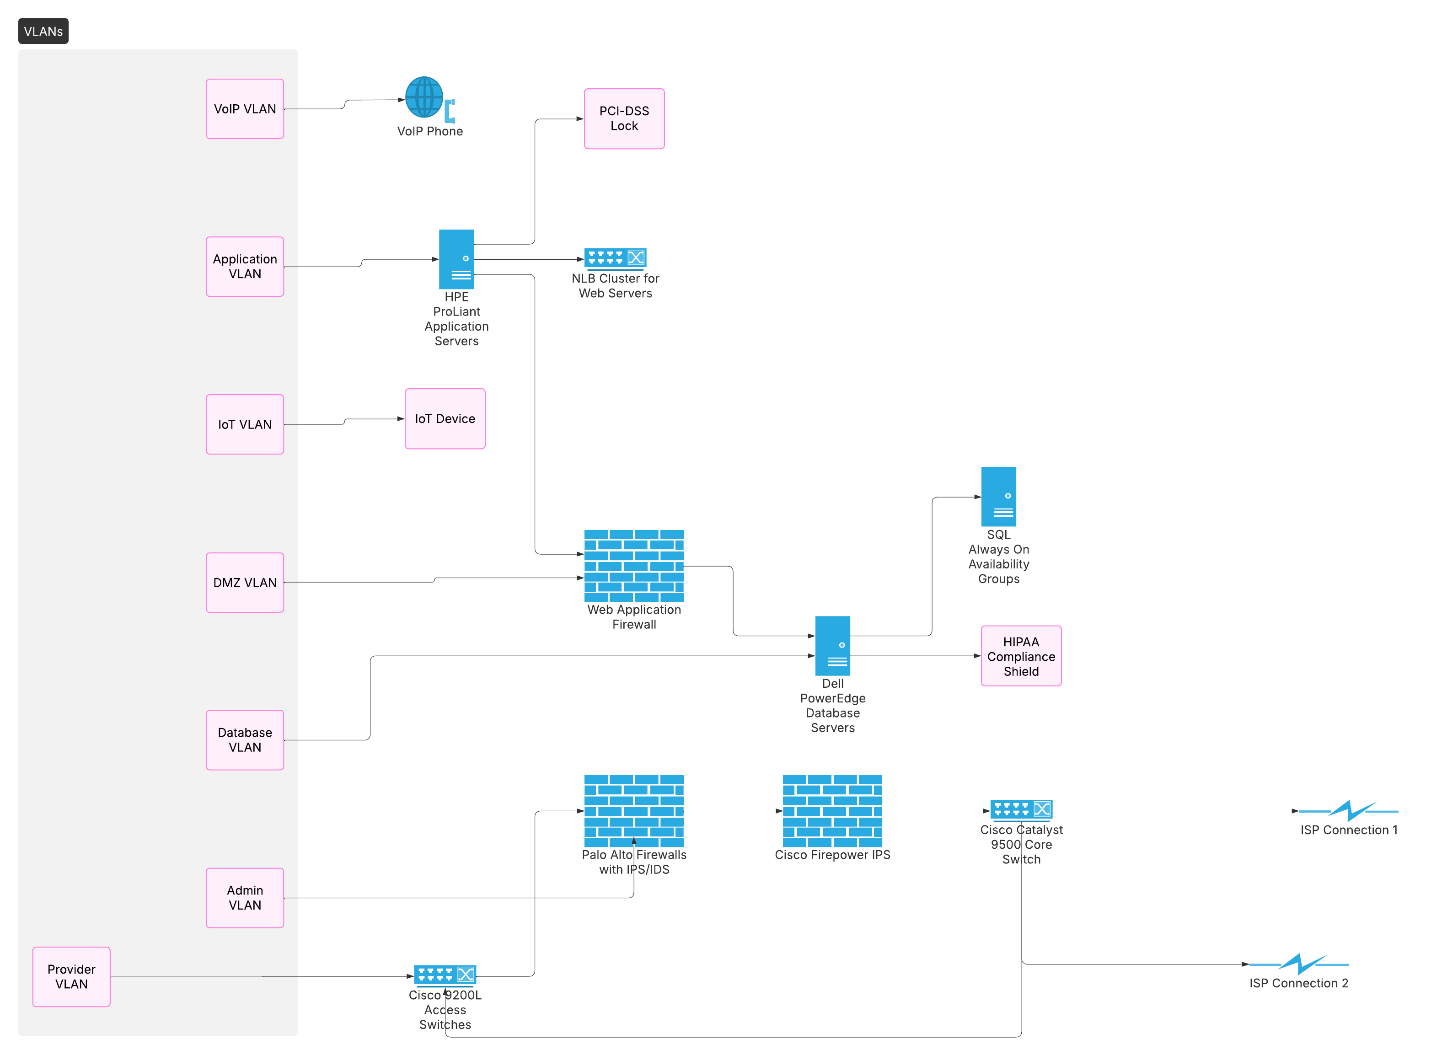 VLANs
VoIP VLAN
VoIP Phone
PCI-DSS
Lock
Application
VLAN
HPE
ProLiant
Application
Servers
NLB Cluster for
Web Servers
IoT VLAN
IoT Device
DMZ VLAN
Web Application
Firewall
SQL
Always On
Availability
Groups
HIPAA
Compliance
Shield
Dell
PowerEdge
Database
Servers
Database
VLAN
Palo Alto Firewalls
with IPS/IDS
Cisco Firepower IPS
Cisco Catalyst
9500 Core
Switch
ISP Connection 1
Admin
VLAN
Provider
VLAN
Cisco 9200L
Access
Switches
ISP Connection 2